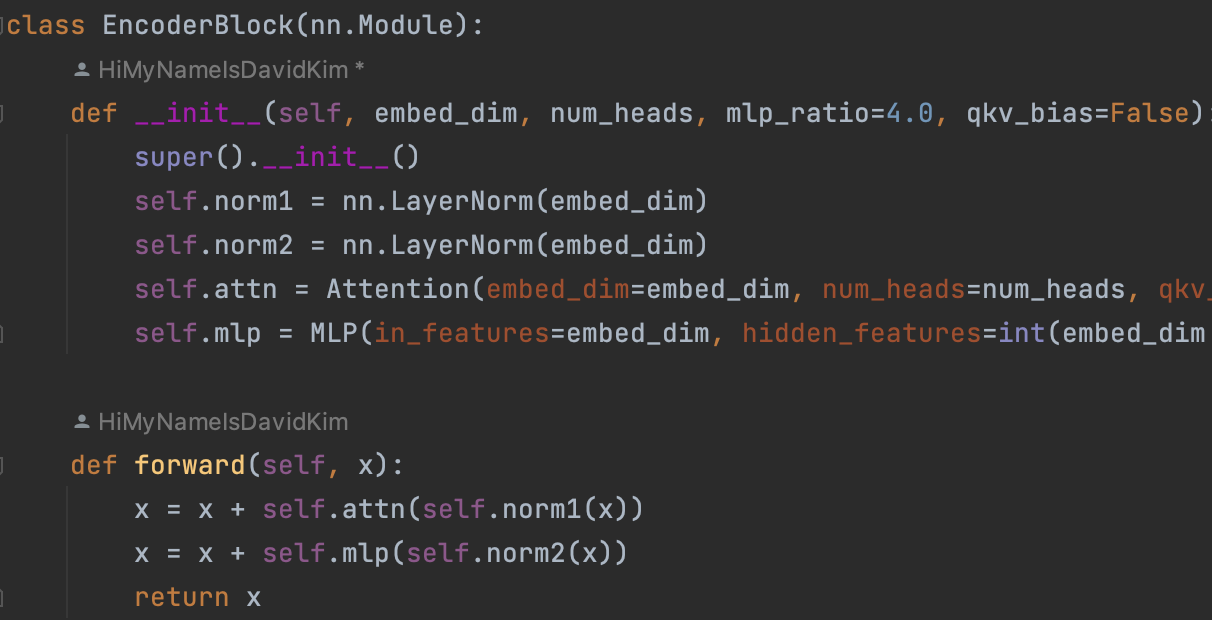 class EncoderBlock(nn.Module):
HiMyNameIsDavidKim *
def __init__(self, embed_dim, num_heads, mlp_ratio=4.0, qkv_bias=False):
super().__init__()
self.norm1 = nn.LayerNorm(embed_dim)
self.norm2 = nn.LayerNorm(embed_dim)
self.attn = Attention(embed_dim=embed_dim, num_heads=num_heads, qkv_
self.mlp = MLP(in_features=embed_dim, hidden_features=int(embed_dim
HiMyNameIsDavidKim
def forward(self, x):
x = x + self.attn(self.norm1(x))
x = x + self.mlp(self.norm2(x))
return x